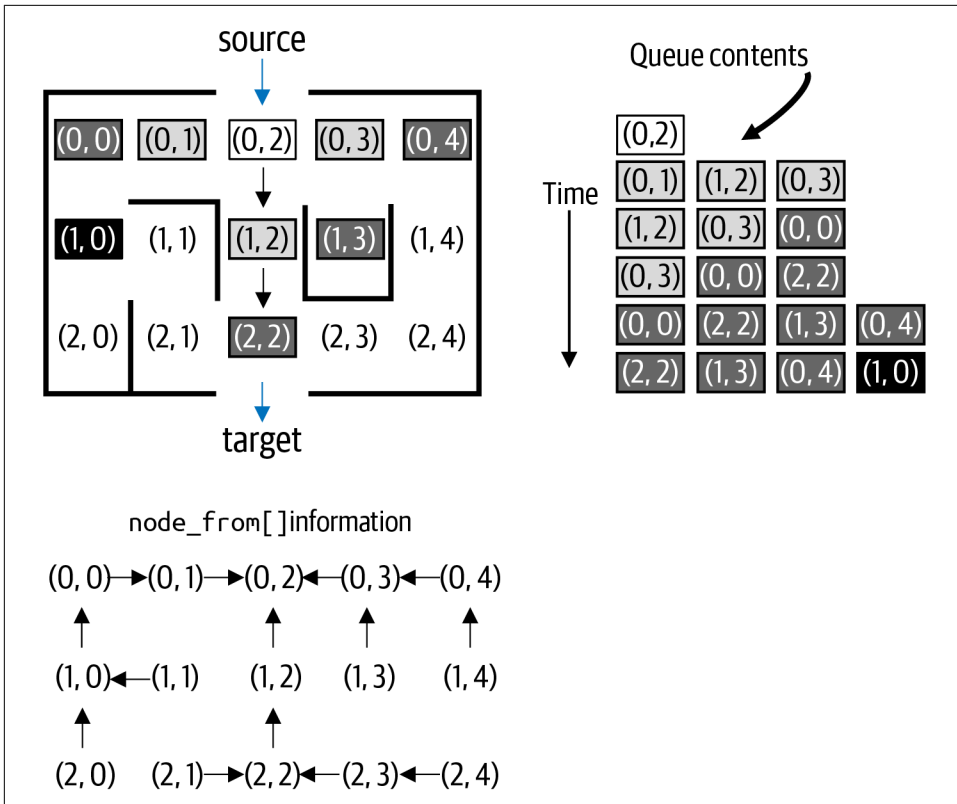 source
(0, 0) (0, 1) (0, 2) (0, 3) (0, 4)
(1, 0) (1, 1) (1, 2) (1, 3) (1, 4)
(2, 0) (2, 1) (2, 2) (2, 3) (2, 4)
target
Queue contents
Time
(0,2)
(0, 1) (1, 2) (0, 3)
(1, 2) (0, 3) (0, 0)
(0, 3) (0, 0) (2, 2)
(0, 0) (2, 2) (1, 3) (0, 4)
(2, 2) (1, 3) (0, 4) (1, 0)
node_from[]information
(0, 0) (0, 1) (0, 2) (0, 3) (0, 4)
(1, 0) (1, 1) (1, 2) (1, 3) (1, 4)
(2, 0) (2, 1) (2, 2) (2, 3) (2, 4)